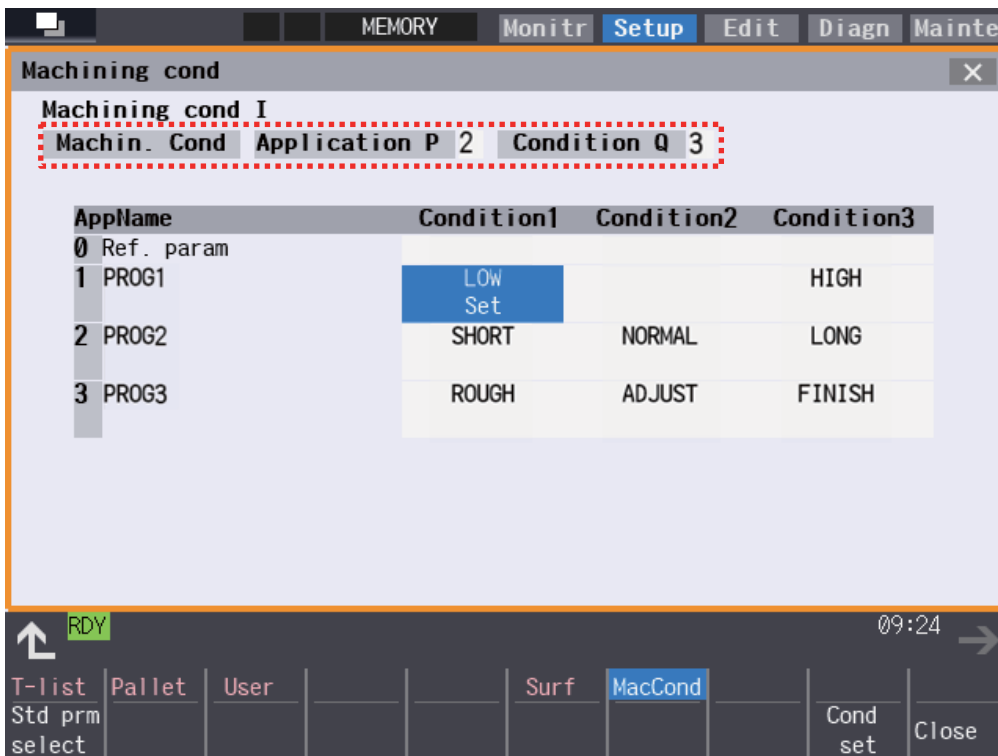 MEMORY Monitr Setup Edit Diagn Mainte
Machining cond
Machining cond I
Machin. Cond Application P 2 Condition Q 3
AppName Condition1 Condition2 Condition3
0 Ref. param
1 PROG1 LOW HIGH
Set
2 PROG2 SHORT NORMAL LONG
3 PROG3 ROUGH ADJUST FINISH
RDY 09:24
T-list Pallet User Surf MacCond
Std prm Cond
select set Close